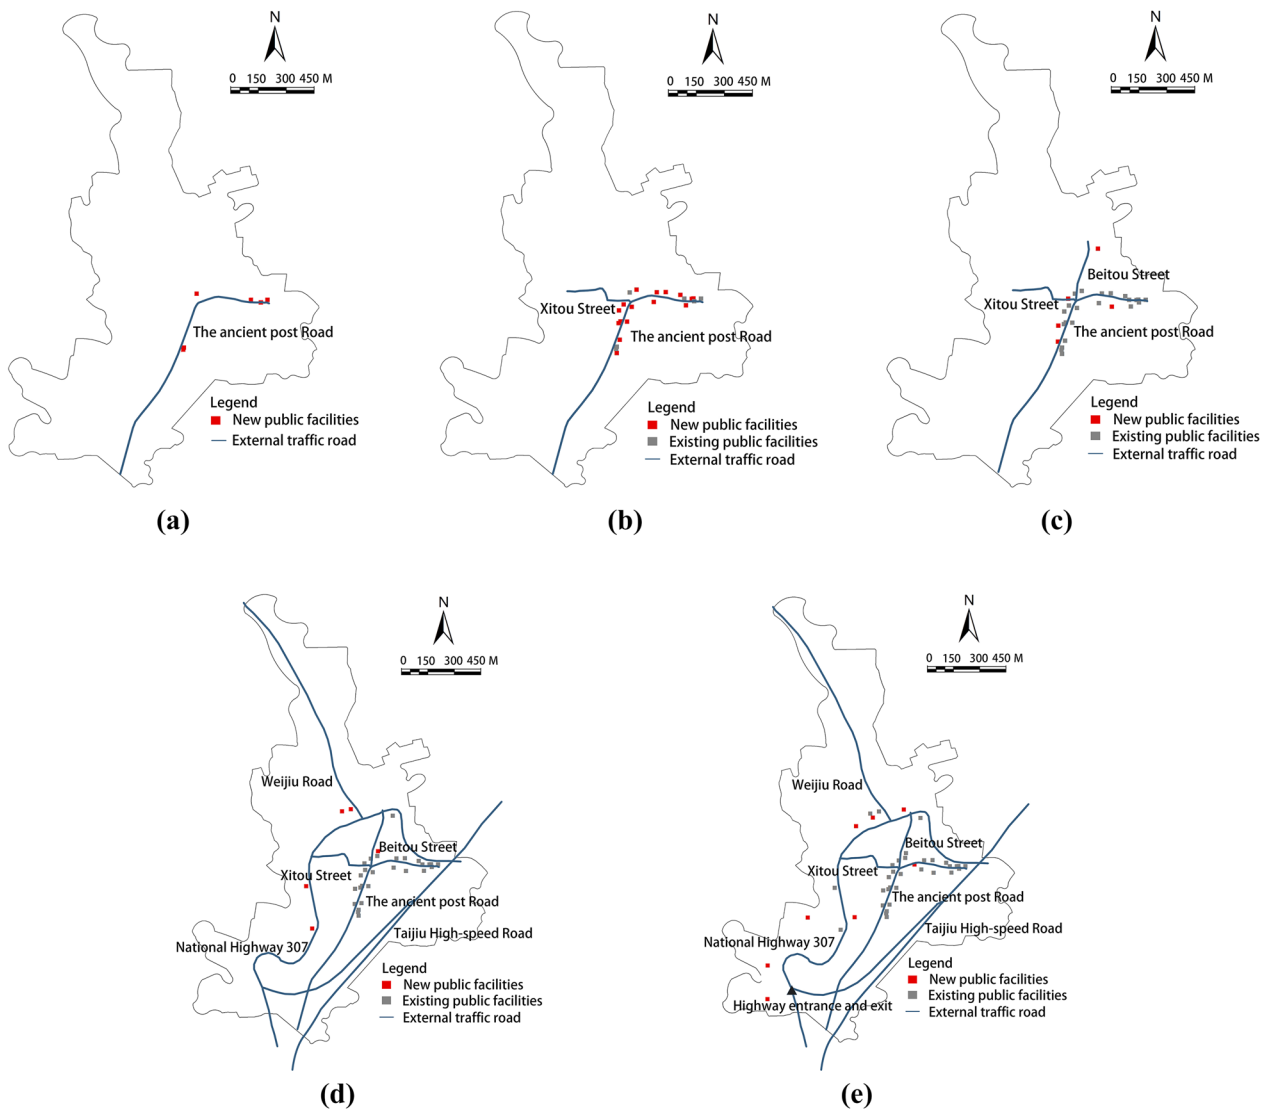 N
0 150 300 450 M
The ancient post Road
Legend
New public facilities
External traffic road
(a)
N
0 150 300 450 M
Xitou Street
The ancient post Road
Legend
New public facilities
Existing public facilities
External traffic road
(b)
N
0 150 300 450 M
Beitou Street
Xitou Street
The ancient post Road
Legend
New public facilities
Existing public facilities
External traffic road
(c)
N
0 150 300 450 M
Weijiu Road
Beitou Street
Xitou Street
The ancient post Road
Taijiu High-speed Road
National Highway 307
Legend
New public facilities
Existing public facilities
External traffic road
(d)
N
0 150 300 450 M
Weijiu Road
Beitou Street
Xitou Street
The ancient post Road
Taijiu High-speed Road
National Highway 307
Highway entrance and exit
Legend
New public facilities
Existing public facilities
External traffic road
(e)